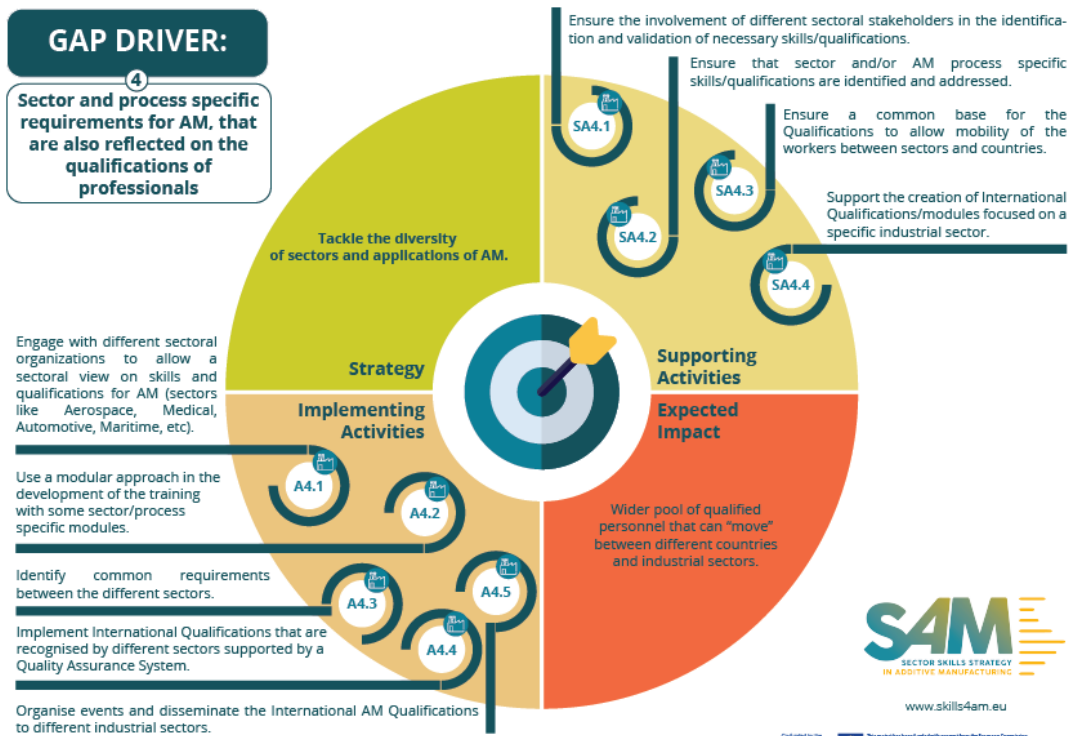 GAP DRIVER:
4
Sector and process specific
requirements for AM, that
are also reflected on the
qualifications of
professionals
Ensure the involvement of different sectoral stakeholders in the identifica-
tion and validation of necessary skills/qualifications.
Ensure that sector and/or AM process specific
skills/qualifications are identified and addressed.
Ensure a common base for the
Qualifications to allow mobility of the
workers between sectors and countries.
Support the creation of International
Qualifications/modules focused on a
specific industrial sector.
SA4.1
SA4.2
SA4.3
SA4.4
Tackle the diversity
of sectors and applications of AM.
Strategy
Supporting
Activities
Implementing
Activities
Expected
Impact
Engage with different sectoral
organizations to allow a
sectoral view on skills and
qualifications for AM (sectors
like Aerospace, Medical,
Automotive, Maritime, etc).
A4.1
Use a modular approach in the
development of the training
with some sector/process
specific modules.
A4.2
Identify common requirements
between the different sectors.
A4.3
Implement International Qualifications that are
recognised by different sectors supported by a
Quality Assurance System.
A4.4
Organise events and disseminate the International AM Qualifications
to different industrial sectors.
A4.5
Wider pool of qualified
personnel that can “move”
between different countries
and industrial sectors.
SAM
SECTOR SKILLS STRATEGY
IN ADDITIVE MANUFACTURING
www.skills4am.eu